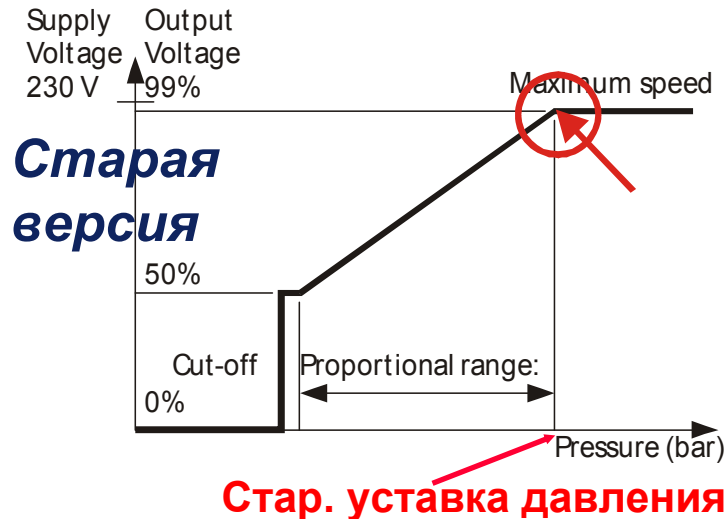 Supply
Voltage
230 V
Output
Voltage
99%
Maximum speed
Старая
версия
50%
Cut-off
Proportional range:
0%
Pressure (bar)
Стар. уставка давления